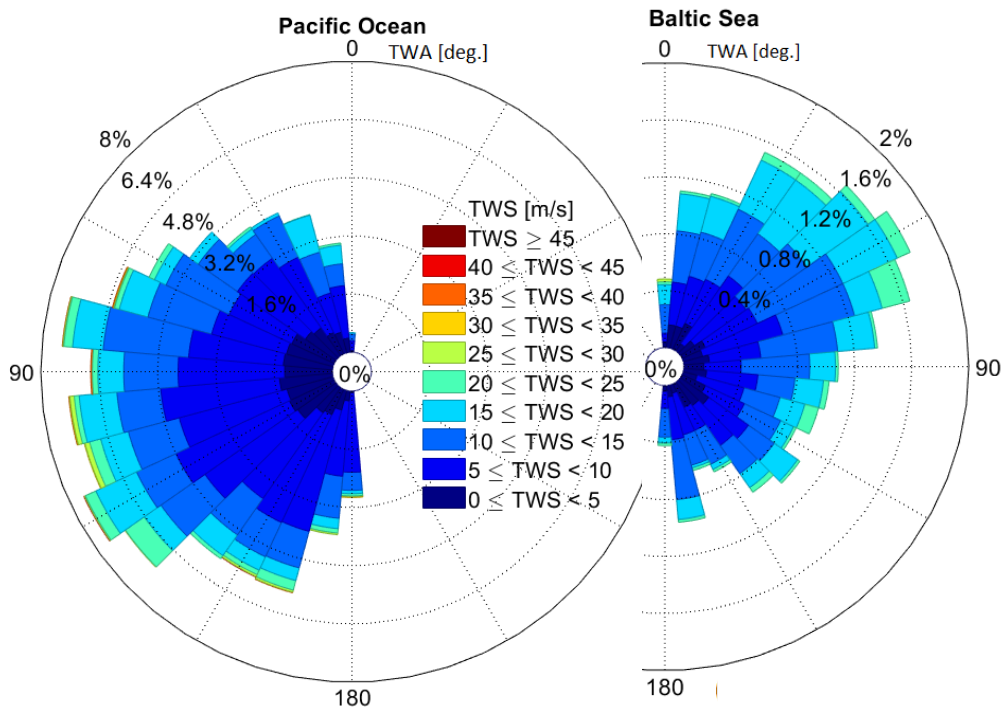 Pacific Ocean
0 TWA [deg.]
8%
6.4%
4.8%
3.2%
1.6%
0%
90
180
TWS [m/s]
TWS ≥ 45
40 ≤ TWS < 45
35 ≤ TWS < 40
30 ≤ TWS < 35
25 ≤ TWS < 30
20 ≤ TWS < 25
15 ≤ TWS < 20
10 ≤ TWS < 15
5 ≤ TWS < 10
0 ≤ TWS < 5
Baltic Sea
0 TWA [deg.]
2%
1.6%
1.2%
0.8%
0.4%
0%
90
180